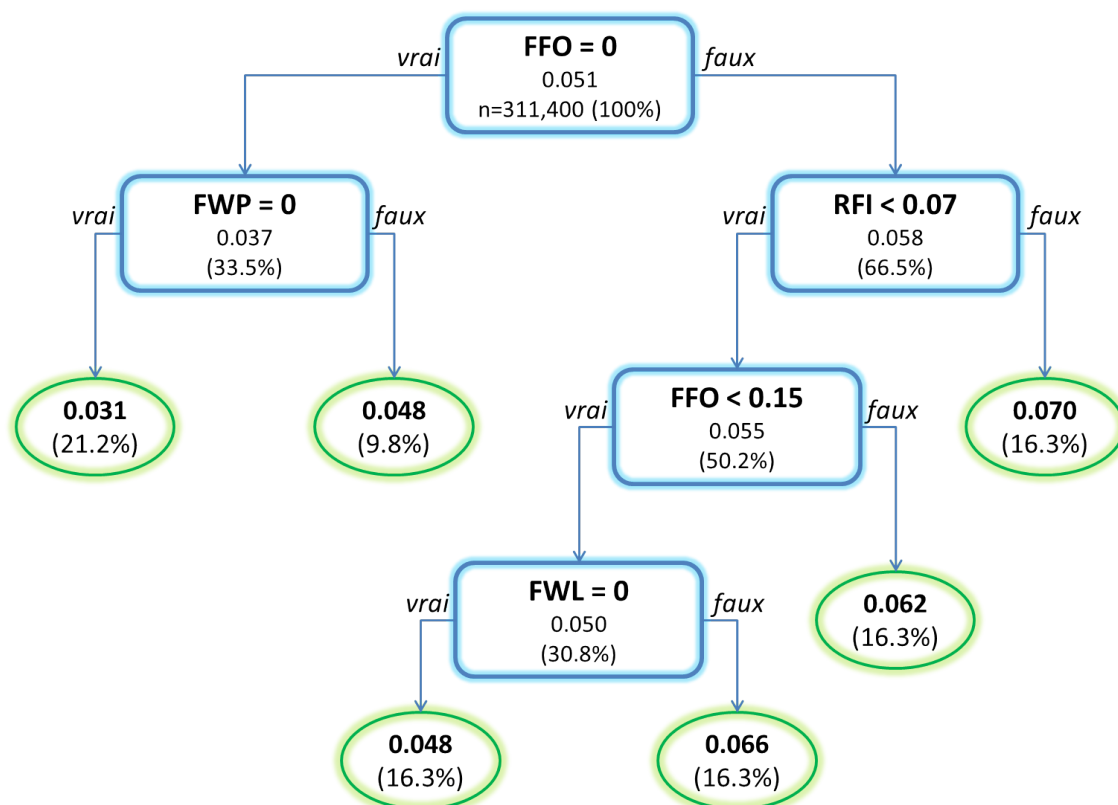 FFO = 0
0.051
n=311,400 (100%)
vrai
faux
FWP = 0
0.037
(33.5%)
vrai
faux
RFI < 0.07
0.058
(66.5%)
vrai
faux
0.031
(21.2%)
0.048
(9.8%)
FFO < 0.15
0.055
(50.2%)
vrai
faux
0.070
(16.3%)
FWL = 0
0.050
(30.8%)
vrai
faux
0.062
(16.3%)
0.048
(16.3%)
0.066
(16.3%)